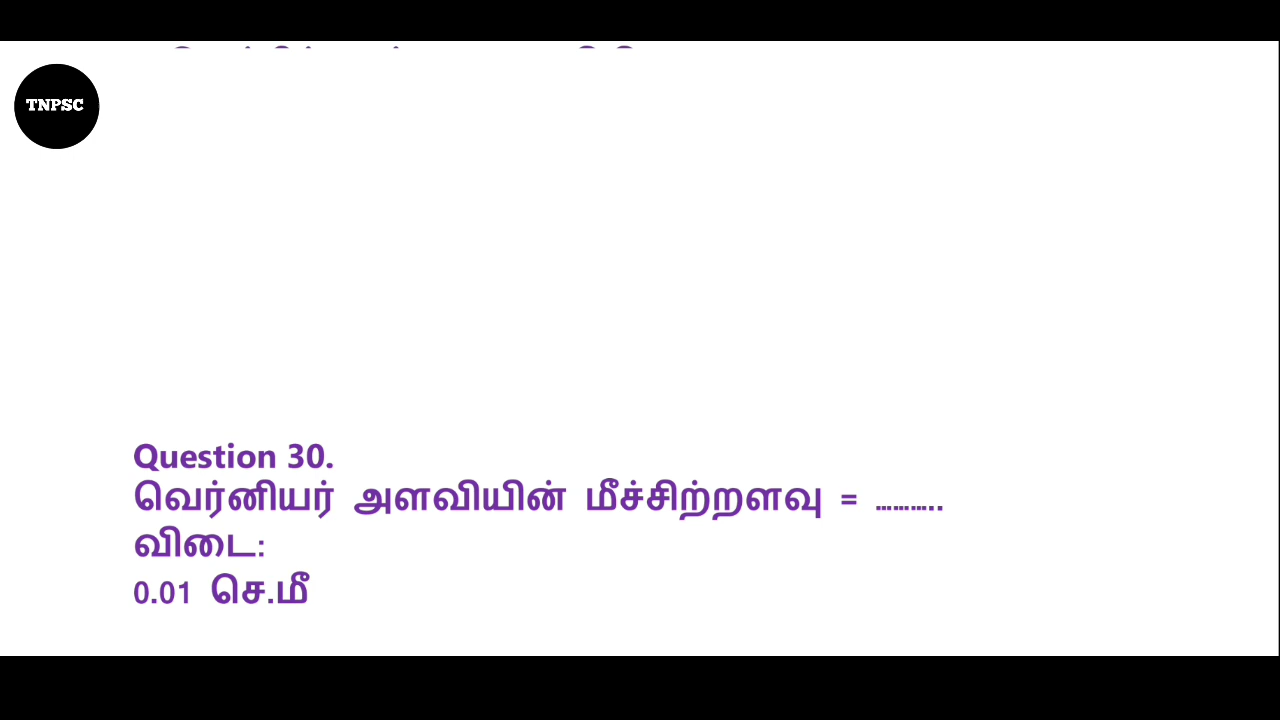 TNPSC
Question 30.
வெர்னியர் அளவியின் மீச்சிற்றளவு = ………..
விடை:
0.01 செ.மீ